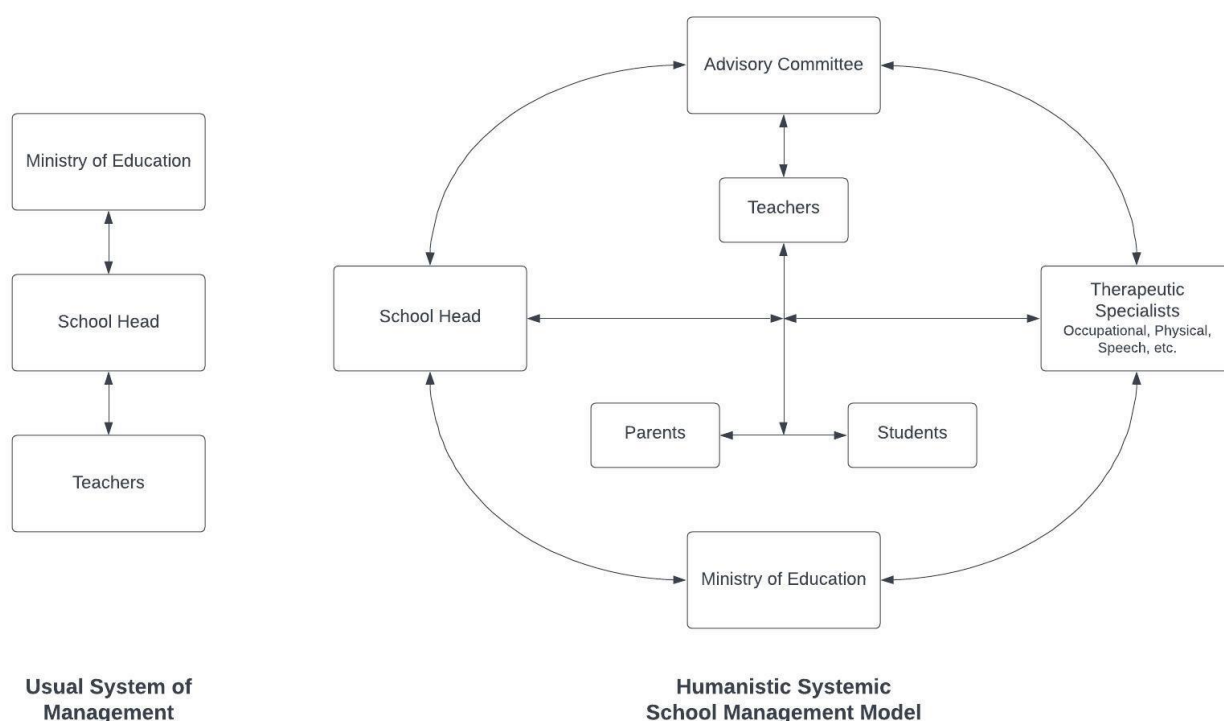 Ministry of Education
School Head
Teachers
Usual System of
Management
Advisory Committee
Teachers
School Head
Therapeutic
Specialists
Occupational, Physical,
Speech, etc.
Parents
Students
Ministry of Education
Humanistic Systemic
School Management Model